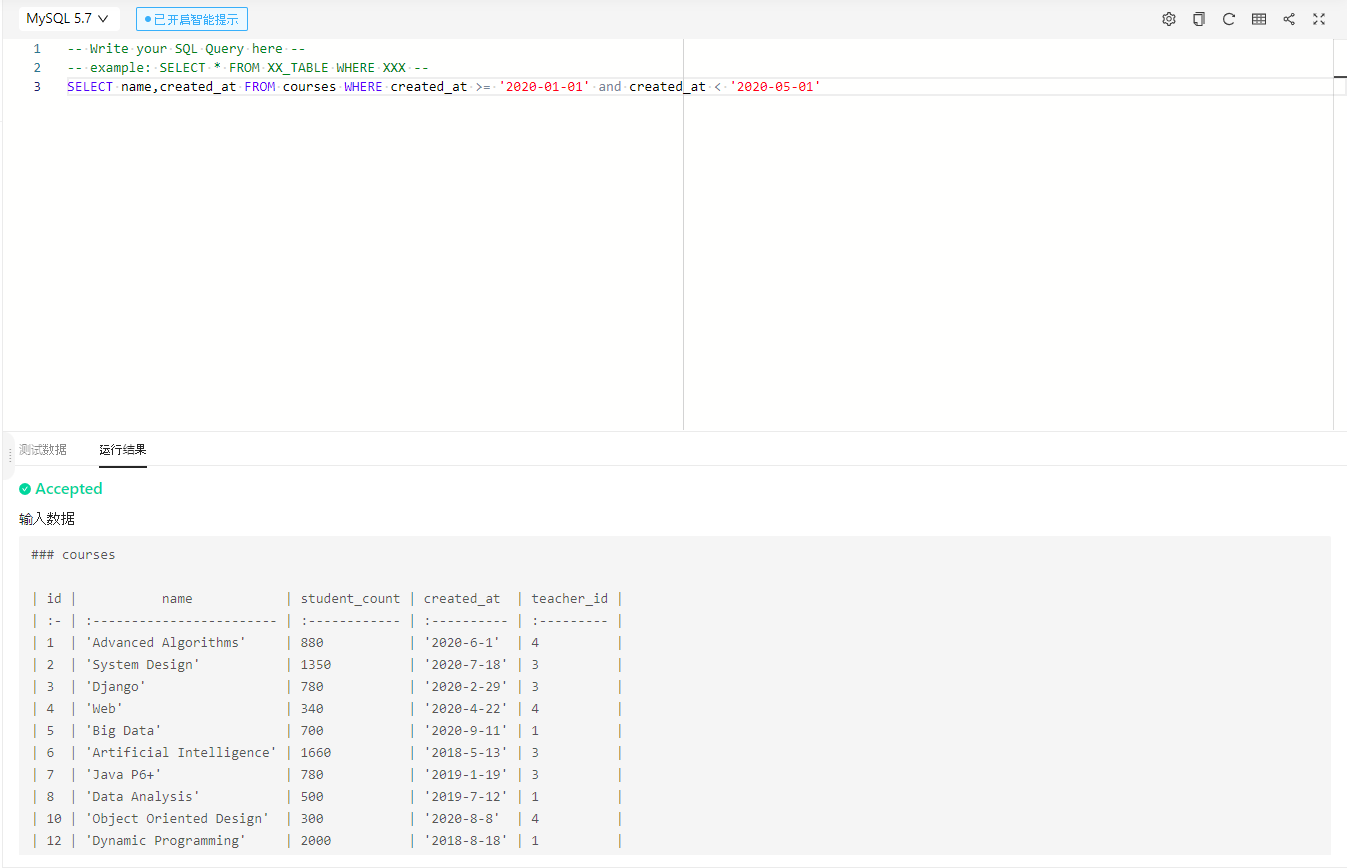 MySQL 5.7 已开启智能提示
1 -- Write your SQL Query here --
2 -- example: SELECT * FROM XX_TABLE WHERE XXX --
3 SELECT name,created_at FROM courses WHERE created_at >= '2020-01-01' and created_at < '2020-05-01'
测试数据 运行结果
Accepted
输入数据
### courses
| id | name | student_count | created_at | teacher_id |
| :- | :------------------------ | :------------ | :---------- | :--------- |
| 1 | 'Advanced Algorithms' | 880 | '2020-6-1' | 4 |
| 2 | 'System Design' | 1350 | '2020-7-18' | 3 |
| 3 | 'Django' | 780 | '2020-2-29' | 3 |
| 4 | 'Web' | 340 | '2020-4-22' | 4 |
| 5 | 'Big Data' | 700 | '2020-9-11' | 1 |
| 6 | 'Artificial Intelligence' | 1660 | '2018-5-13' | 3 |
| 7 | 'Java P6+' | 780 | '2019-1-19' | 3 |
| 8 | 'Data Analysis' | 500 | '2019-7-12' | 1 |
| 10 | 'Object Oriented Design' | 300 | '2020-8-8' | 4 |
| 12 | 'Dynamic Programming' | 2000 | '2018-8-18' | 1 |